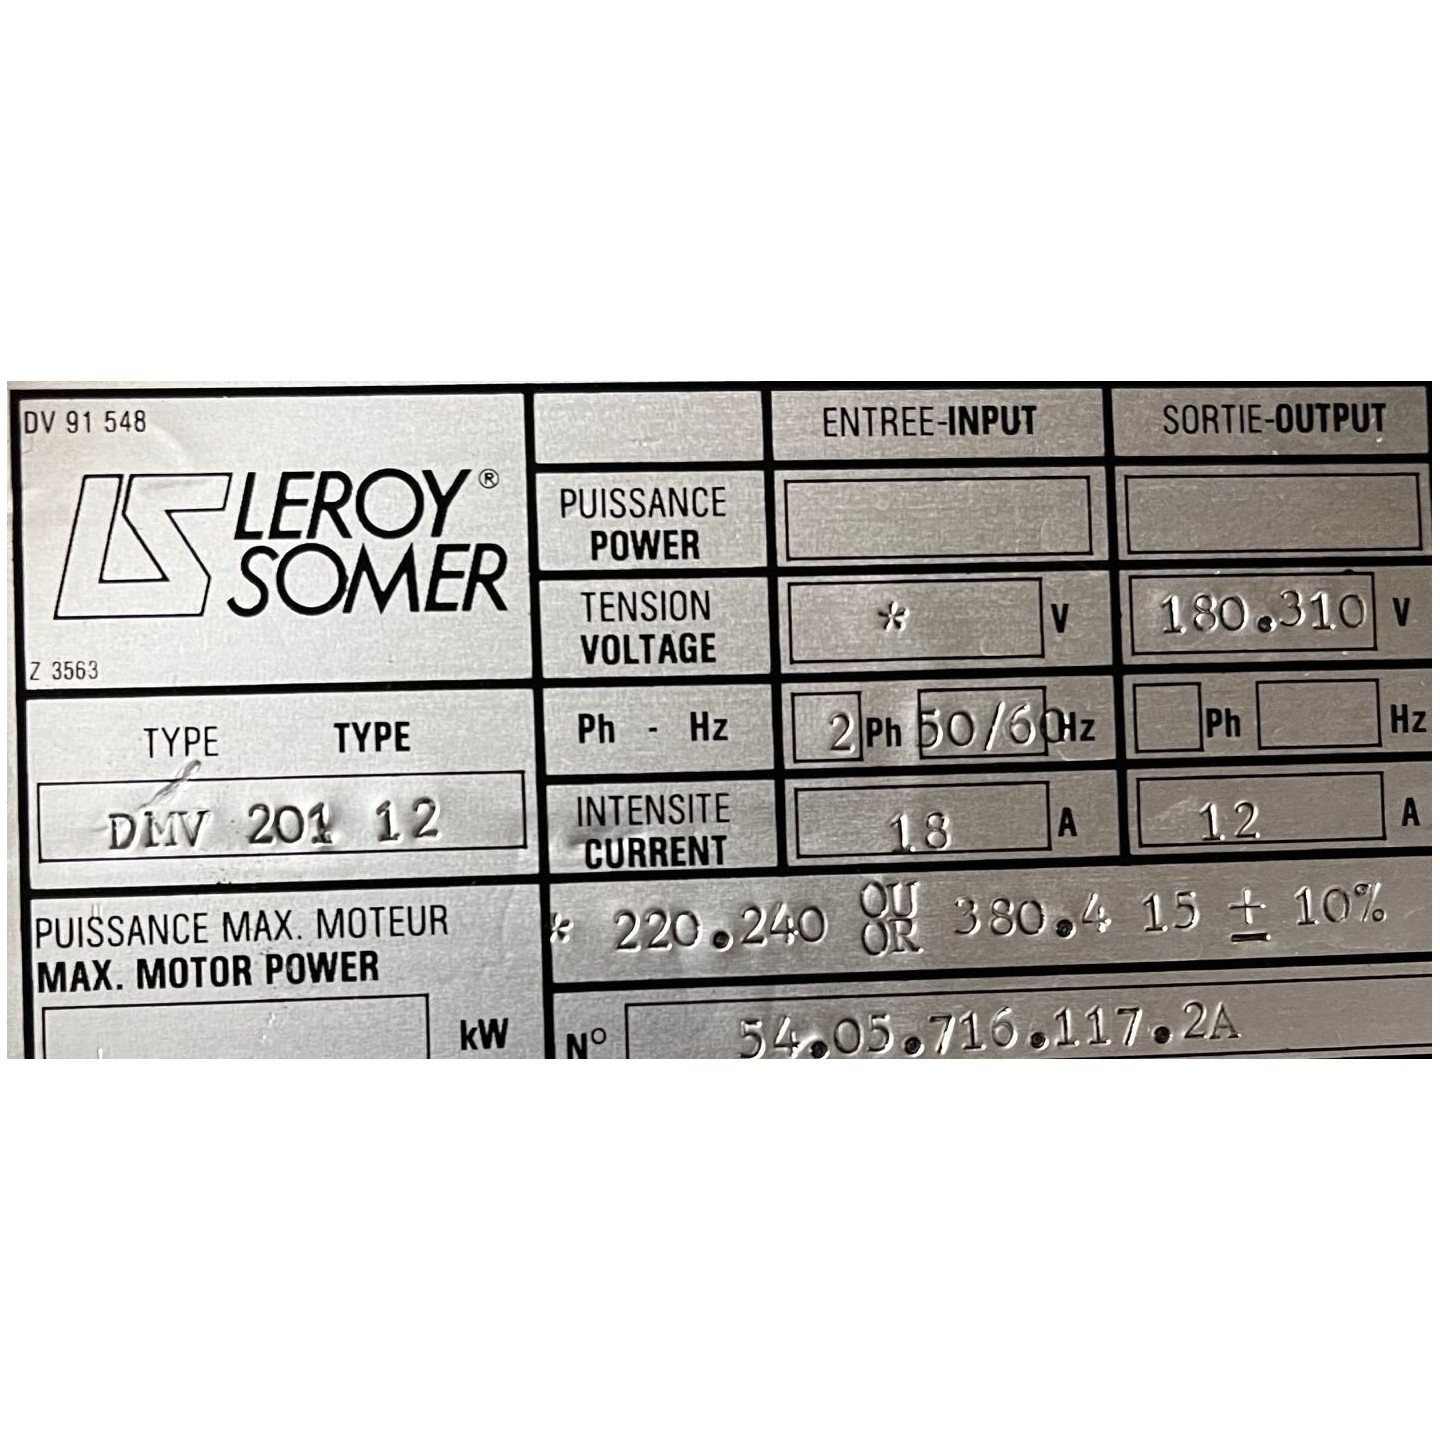 DV 91 548
LEROY®
SOMER
Z 3563
TYPE TYPE
DMV 201 12
PUISSANCE MAX. MOTEUR
MAX. MOTOR POWER
kW
ENTREE-INPUT SORTIE-OUTPUT
PUISSANCE
POWER
TENSION
VOLTAGE
* V 180.310 V
Ph - Hz 2 Ph 50/60 Hz Ph Hz
INTENSITE
CURRENT
18 A 12 A
* 220.240 OU OR 380.4 15 ± 10%
N° 54.05.716.117.2A